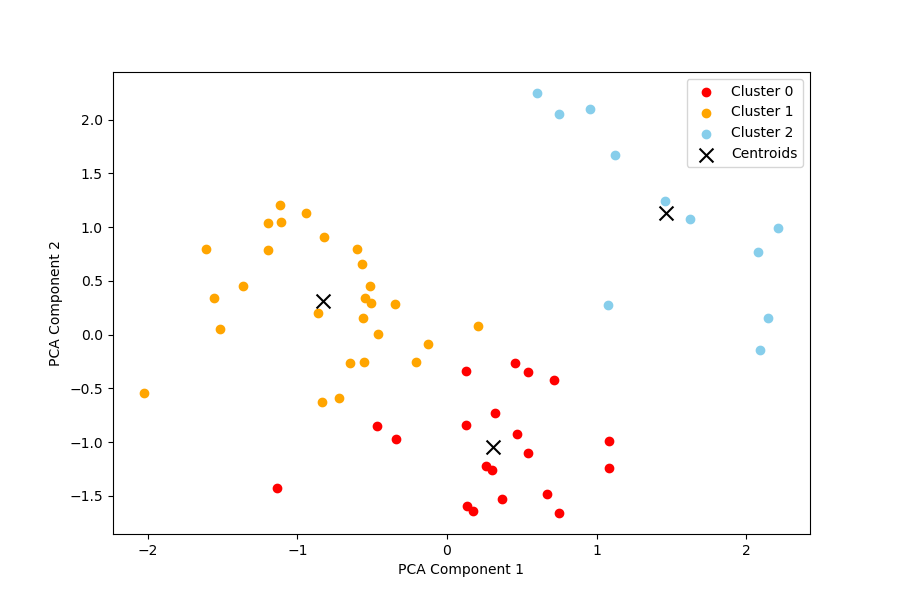 Cluster 0
Cluster 1
Cluster 2
Centroids
2.0
1.5
1.0
0.5
0.0
−0.5
−1.0
−1.5
PCA Component 2
−2
−1
0
1
2
PCA Component 1